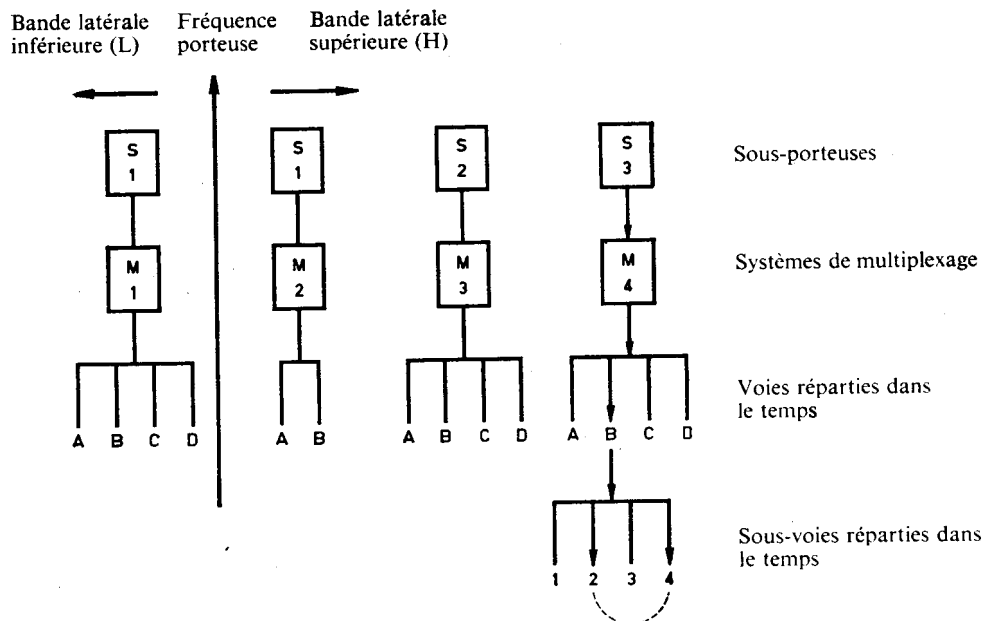 Bande latérale
inférieure (L)
Fréquence
porteuse
Bande latérale
supérieure (H)
S
1
S
1
S
2
S
3
Sous-porteuses
M
1
M
2
M
3
M
4
Systèmes de multiplexage
A B C D
A B
A B C D
A B C D
Voies réparties dans
le temps
1 2 3 4
Sous-voies réparties dans
le temps